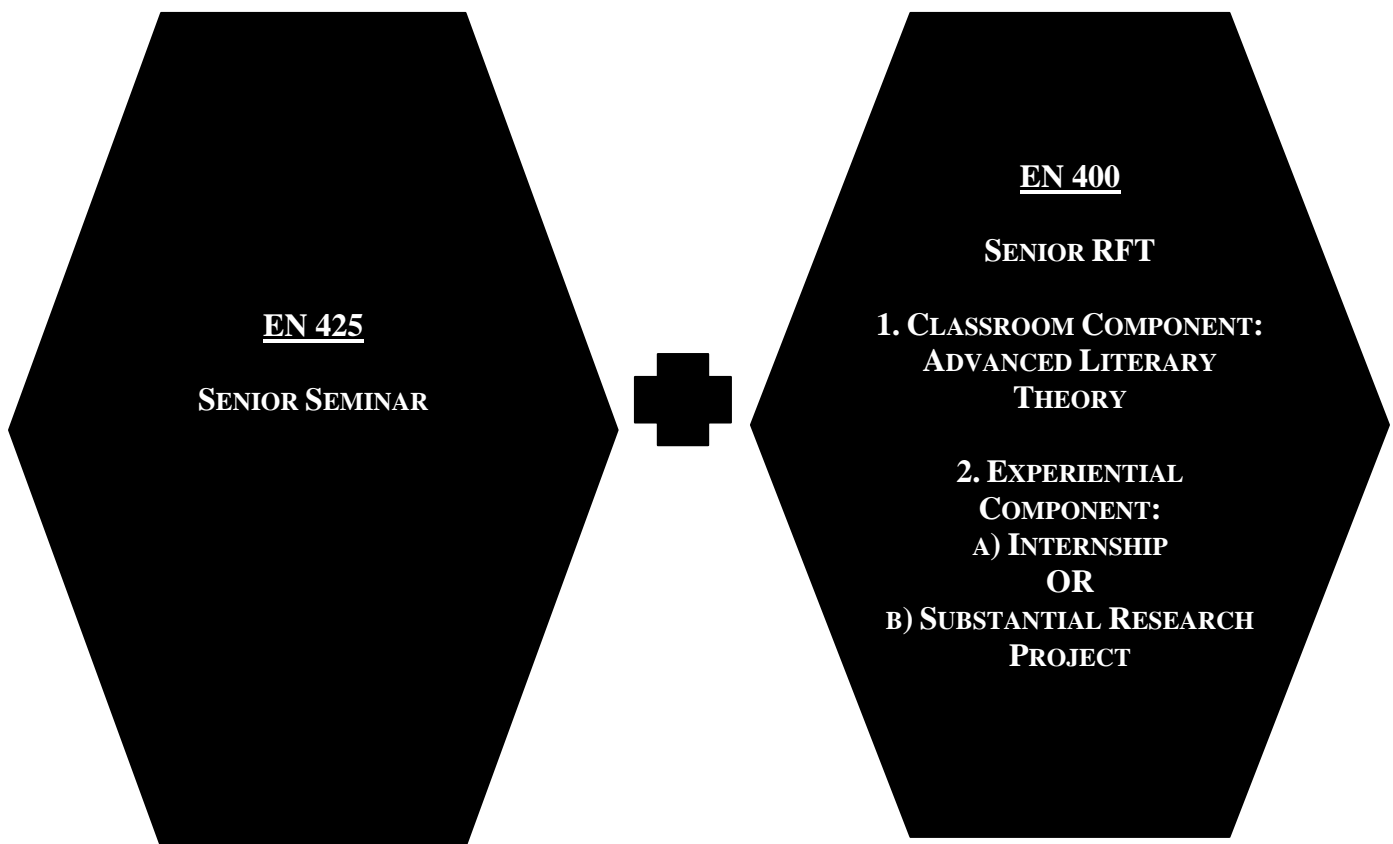 EN 425
SENIOR SEMINAR
EN 400
SENIOR RFT
1. CLASSROOM COMPONENT:
ADVANCED LITERARY
THEORY
2. EXPERIENTIAL
COMPONENT:
A) INTERNSHIP
OR
B) SUBSTANTIAL RESEARCH
PROJECT